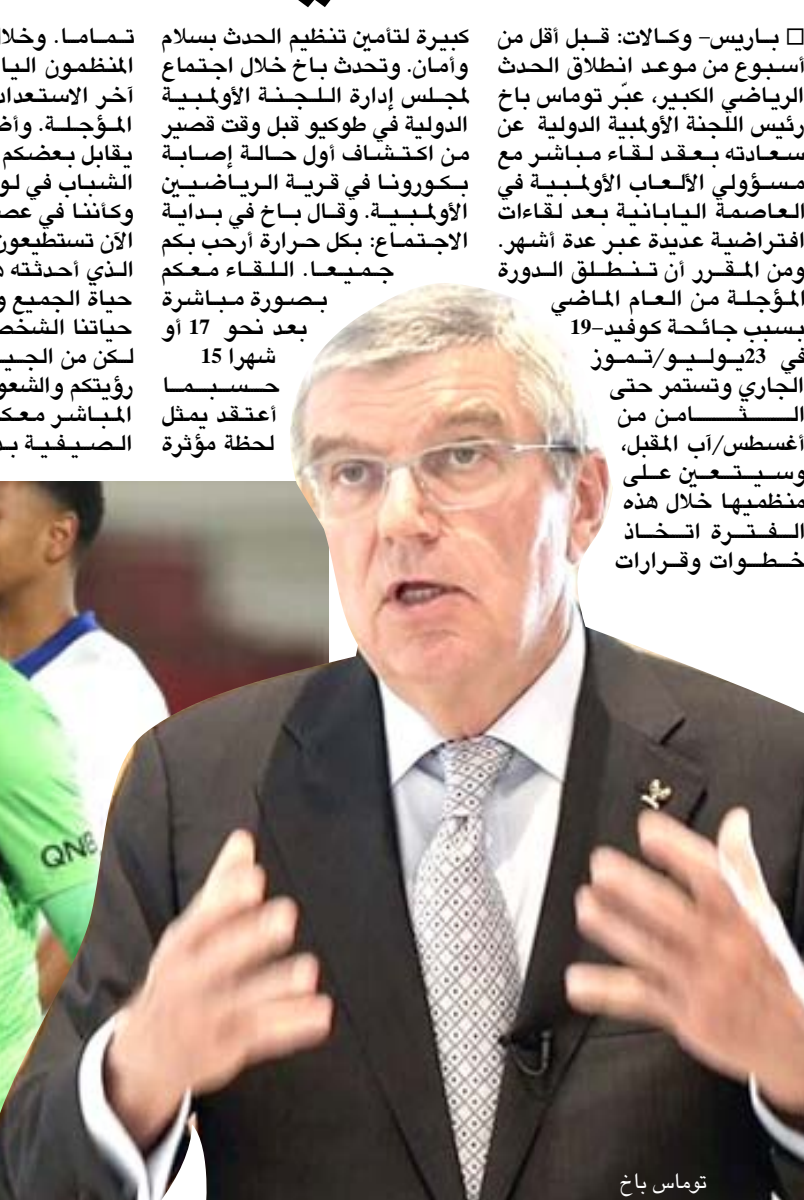 □ باريس– وكالات: قبل أقل من
أسبوع من موعد انطلاق الحدث
الرياضي الكبير، عبّر توماس باخ
رئيس اللجنة الأولمبية الدولية عن
سعادته بعقد لقاء مباشر مع
مسؤولي الألعاب الأولمبية في
العاصمة اليابانية بعد لقاءات
افتراضية عديدة عبر عدة أشهر.
ومن المقرر أن تنطلق الدورة
المؤجلة من العام الماضي
بسبب جائحة كوفيد–19
في 23يوليو/تموز
الجاري وتستمر حتى
الثامن من
أغسطس/آب المقبل،
وسيتعين على
منظميها خلال هذه
الفترة اتخاذ
خطوات وقرارات
كبيرة لتأمين تنظيم الحدث بسلام
وأمان. وتحدث باخ خلال اجتماع
لمجلس إدارة اللجنة الأولمبية
الدولية في طوكيو قبل وقت قصير
من اكتشاف أول حالة إصابة
بكورونا في قرية الرياضيين
الأولمبية. وقال باخ في بداية
الاجتماع: بكل حرارة أرحب بكم
جميعا. اللقاء معكم
بصورة مباشرة
بعد نحو 17 أو
15 شهرا
حسبما
أعتقد يمثل
لحظة مؤثرة
تماما. وخلا
المنظمون اليا
آخر الاستعداد
المؤجلة. وأض
يقابل بعضكم
الشباب في لو
وكأننا في عص
الآن تستطيعون
الذي أحدثته ه
حياة الجميع و
حياتنا الشخص
لكن من الجي
رؤيتكم والشعو
المباشر معك
الصيفية بد
QNB
توماس باخ